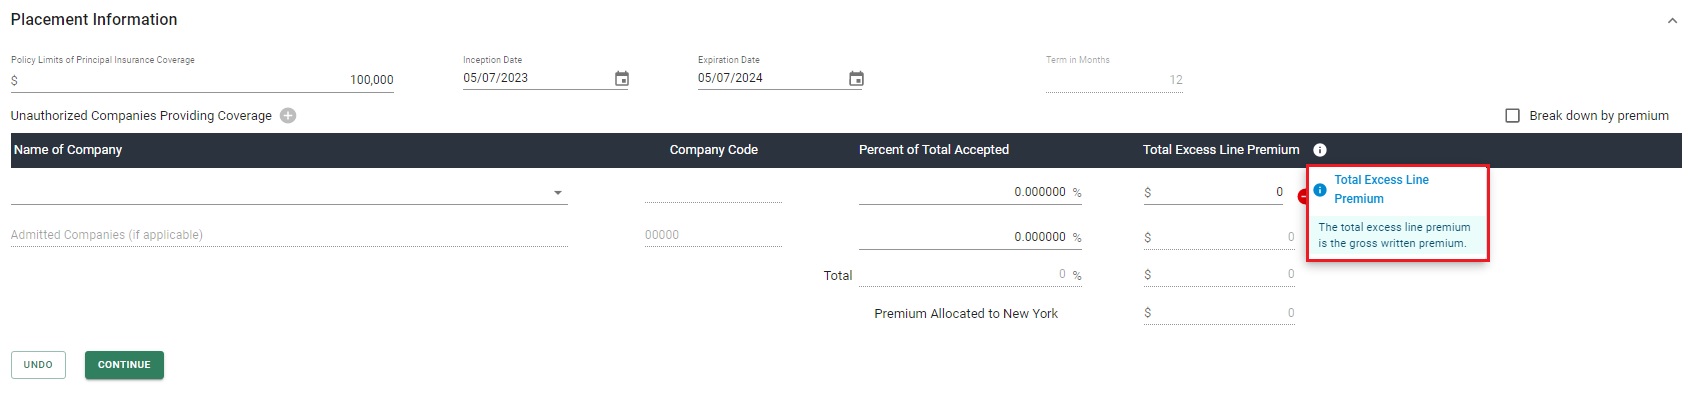 Placement Information
Policy Limits of Principal Insurance Coverage
$ 100,000
Inception Date
05/07/2023
Expiration Date
05/07/2024
Term in Months
12
Unauthorized Companies Providing Coverage
Break down by premium
Name of Company Company Code Percent of Total Accepted Total Excess Line Premium
0.000000 % $ 0
Admitted Companies (if applicable) 00000 0.000000 % $ 0
Total 0 % $ 0
Premium Allocated to New York $ 0
Total Excess Line
Premium
The total excess line premium
is the gross written premium.
UNDO
CONTINUE